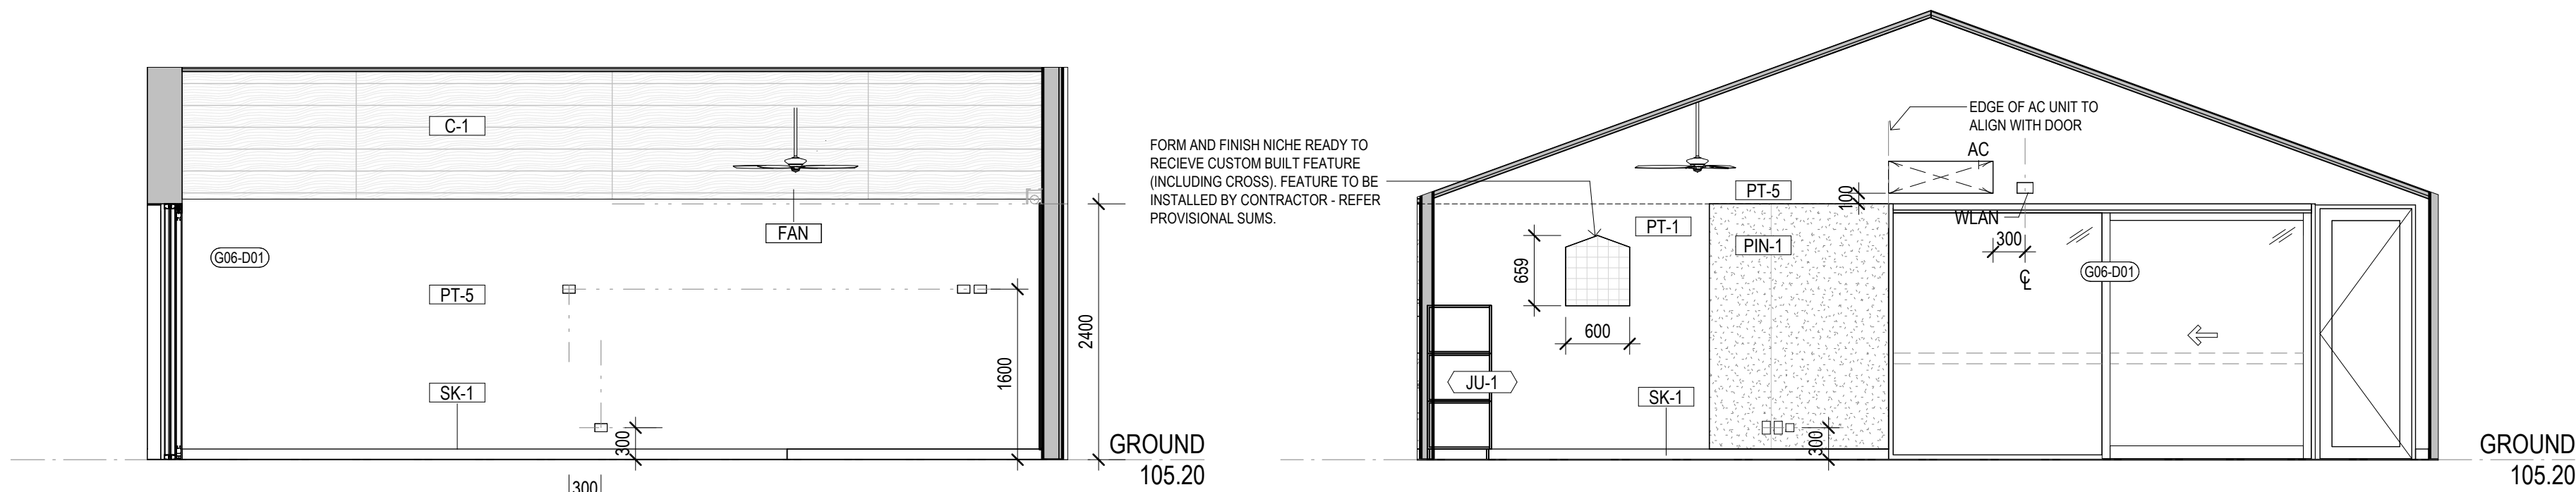 C-1
FAN
G06-D01
PT-5
SK-1
300
300
1600
2400
GROUND
105.20
FORM AND FINISH NICHE READY TO
RECIEVE CUSTOM BUILT FEATURE
(INCLUDING CROSS). FEATURE TO BE
INSTALLED BY CONTRACTOR - REFER
PROVISIONAL SUMS.
EDGE OF AC UNIT TO
ALIGN WITH DOOR
AC
PT-5
100
WLAN
PT-1
PIN-1
300
℄
G06-D01
659
600
JU-1
SK-1
300
GROUND
105.20